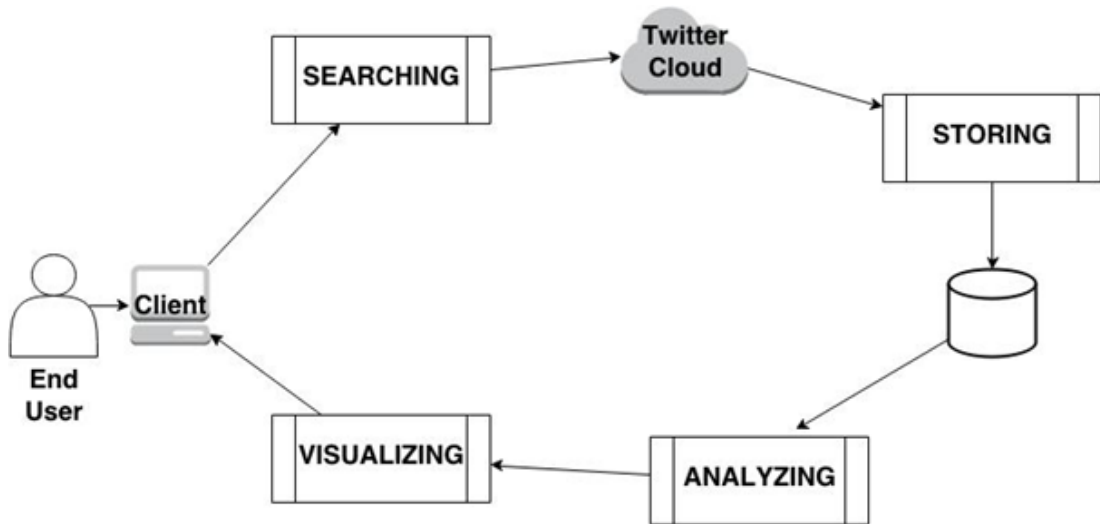 SEARCHING
Twitter
Cloud
STORING
Client
End
User
VISUALIZING
ANALYZING